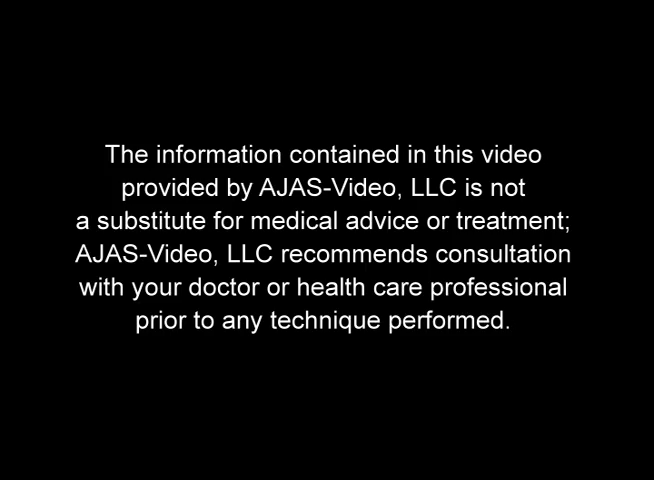 The information contained in this video
provided by AJAS-Video, LLC is not
a substitute for medical advice or treatment;
AJAS-Video, LLC recommends consultation
with your doctor or health care professional
prior to any technique performed.